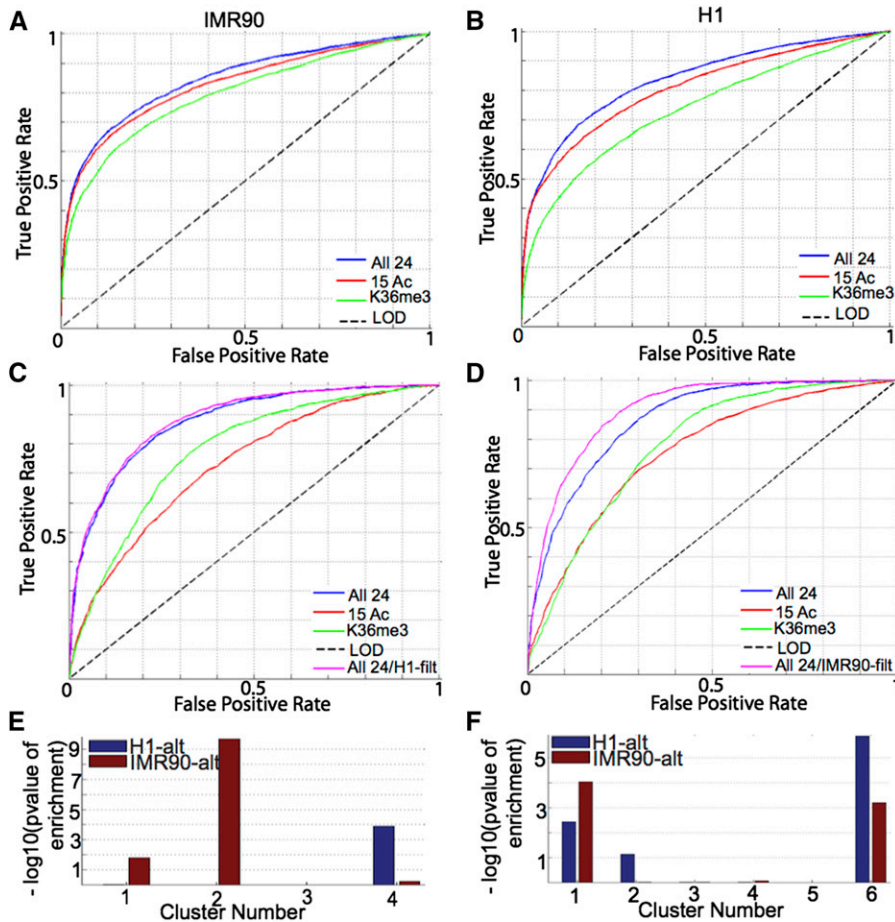 A
IMR90
1
0.5
0
0.5
1
True Positive Rate
False Positive Rate
All 24
15 Ac
K36me3
LOD
B
H1
1
0.5
0
0.5
1
True Positive Rate
False Positive Rate
All 24
15 Ac
K36me3
LOD
C
1
0.5
0
0.5
1
True Positive Rate
False Positive Rate
All 24
15 Ac
K36me3
LOD
All 24/H1-filt
D
1
0.5
0
0.5
1
True Positive Rate
False Positive Rate
All 24
15 Ac
K36me3
LOD
All 24/IMR90-filt
E
- log10(pvalue of
enrichment)
9
7
5
3
1
H1-alt
IMR90-alt
1 2 3 4
Cluster Number
F
- log10(pvalue of
enrichment)
5
3
1
H1-alt
IMR90-alt
1 2 3 4 5 6
Cluster Number